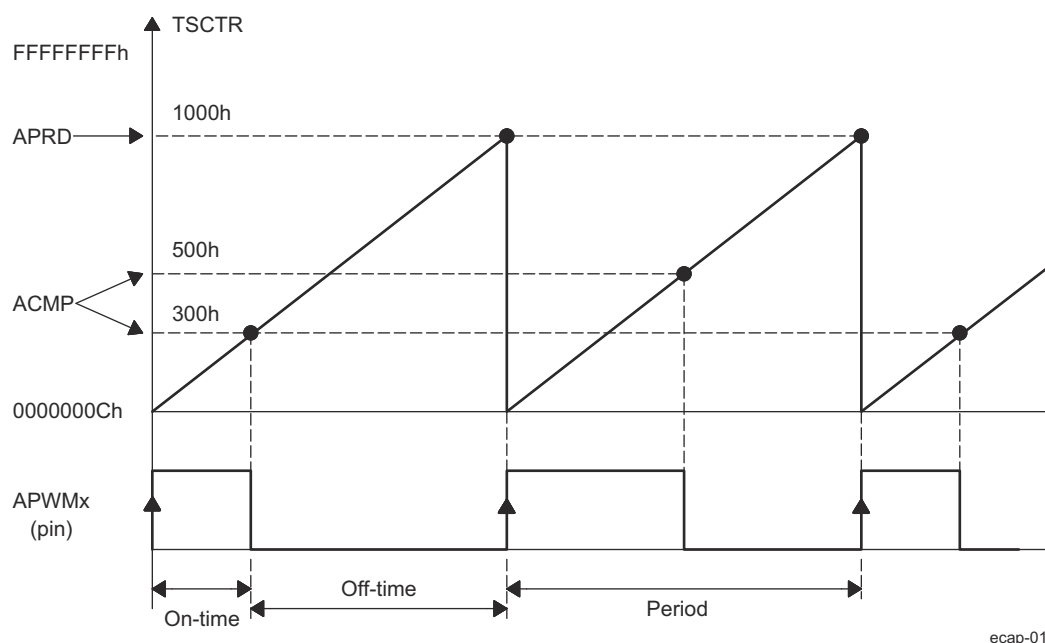 TSCTR
FFFFFFFFh
1000h
APRD
500h
ACMP
300h
0000000Ch
APWMx
(pin)
Off-time
On-time
Period
ecap-01